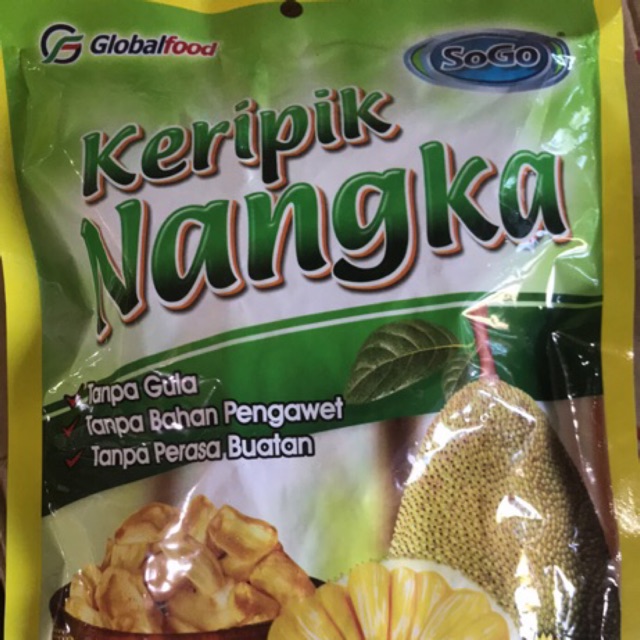 Globalfood
SoGo
Keripik
Nangka
Tanpa Gula
Tanpa Bahan Pengawet
Tanpa Perasa Buatan